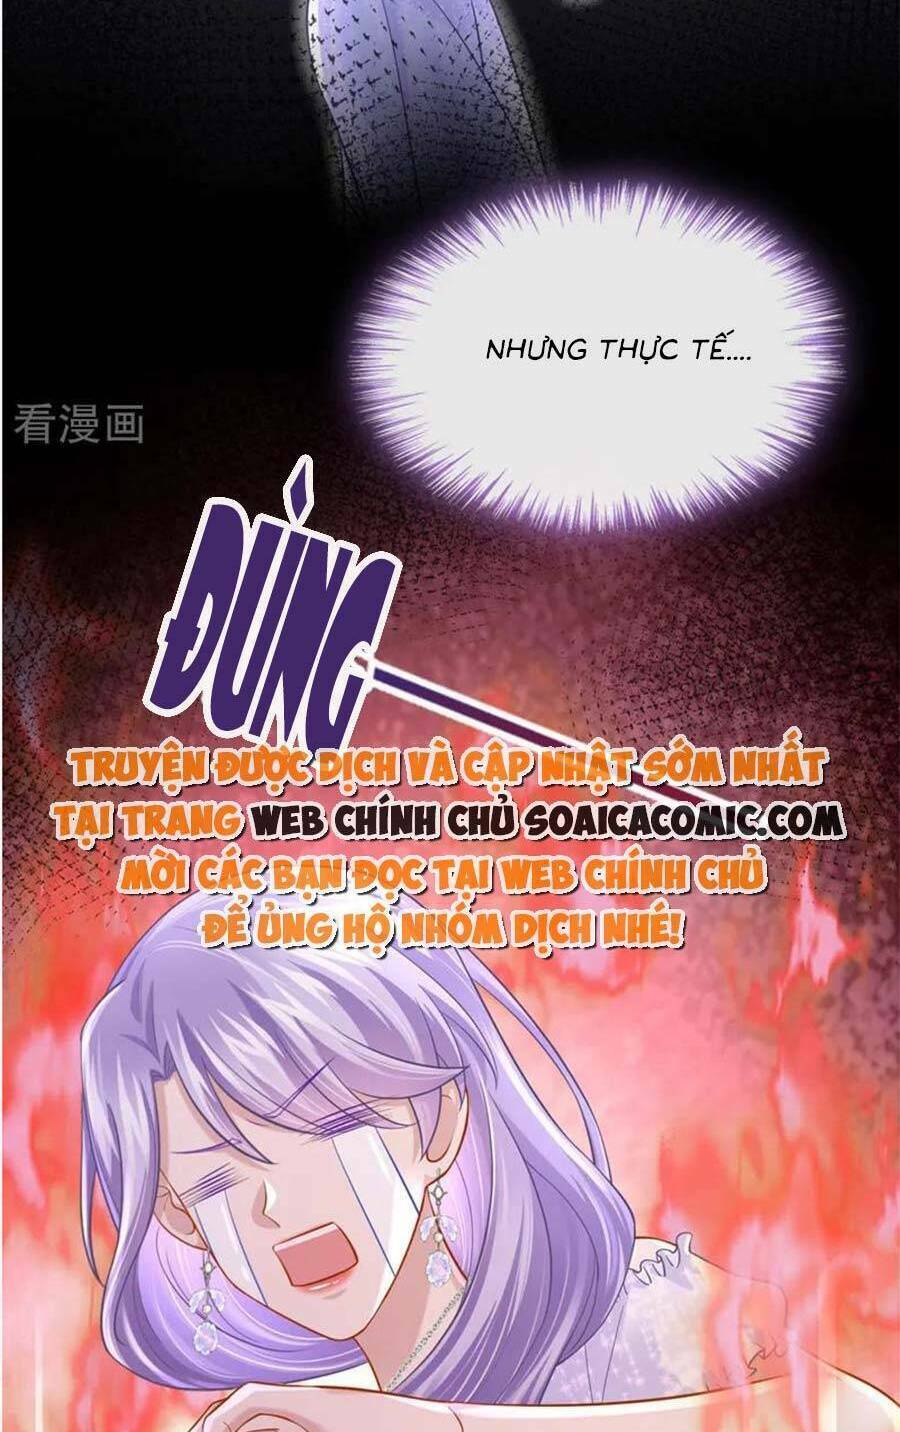 NHƯNG THỰC TẾ....
看漫画
ĐÙNG
TRUYỆN ĐƯỢC DỊCH VÀ CẬP NHẬT SỚM NHẤT
TẠI TRANG WEB CHÍNH CHỦ SOAICACOMIC.COM
MỜI CÁC BẠN ĐỌC TẠI WEB CHÍNH CHỦ
ĐỂ ỦNG HỘ NHÓM DỊCH NHÉ!